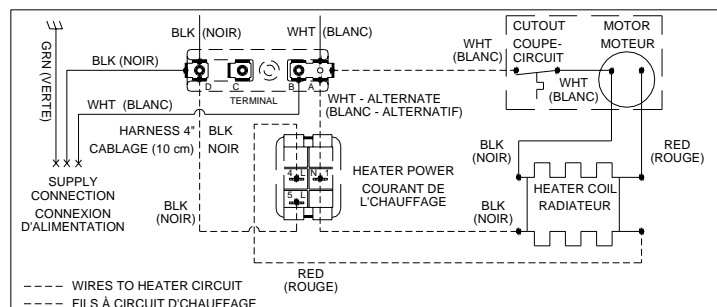 BLK (NOIR)
WHT (BLANC)
CUTOUT
COUPE-
CIRCUIT
MOTOR
MOTEUR
GRN (VERTE)
BLK (NOIR)
WHT
(BLANC)
WHT
(BLANC)
D
C
B
A
TERMINAL
WHT (BLANC)
WHT - ALTERNATE
(BLANC - ALTERNATIF)
HARNESS 4"
CABLAGE (10 cm)
BLK
NOIR
BLK
(NOIR)
RED
(ROUGE)
4 L
N 1
5 L
HEATER POWER
COURANT DE
L'CHAUFFAGE
HEATER COIL
RADIATEUR
SUPPLY
CONNECTION
CONNEXION
D'ALIMENTATION
BLK
(NOIR)
BLK
(NOIR)
RED
(ROUGE)
---- WIRES TO HEATER CIRCUIT
---- FILS À CIRCUIT D'CHAUFFAGE